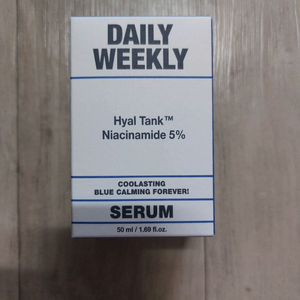 DAILY
WEEKLY
Hyal Tank™
Niacinamide 5%
COOLASTING
BLUE CALMING FOREVER!
SERUM
50 ml / 1.69 fl.oz.